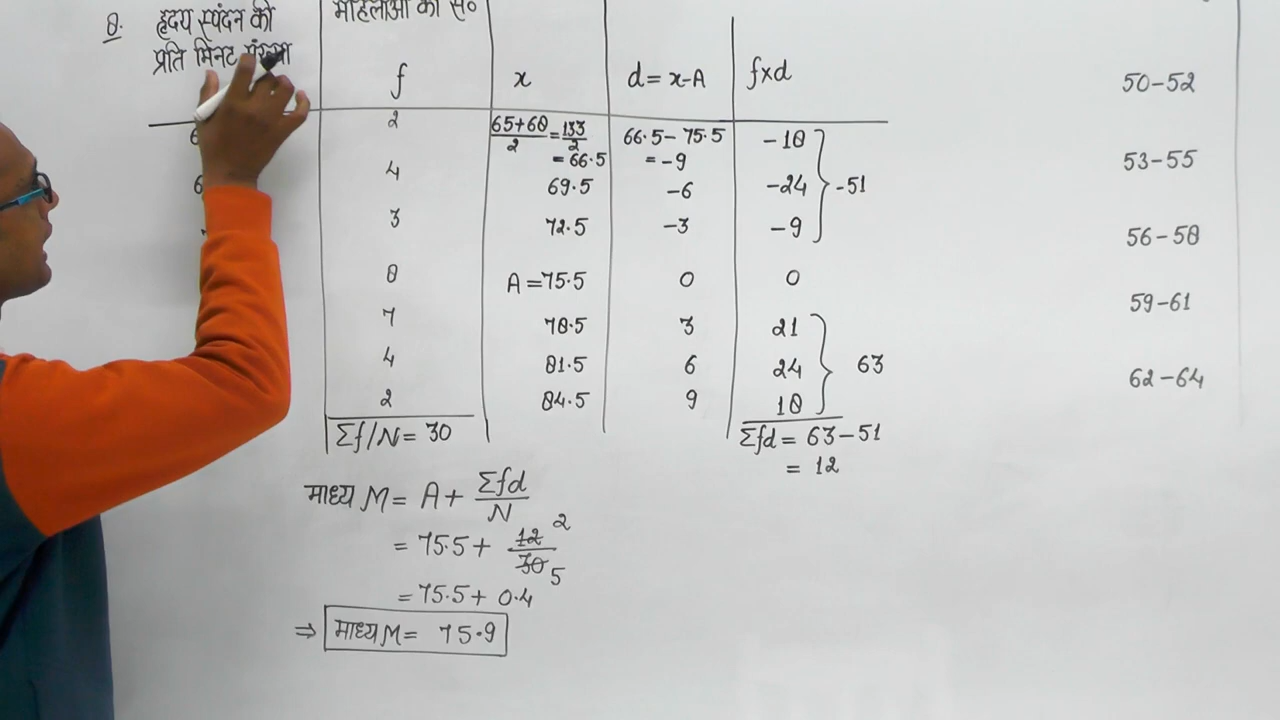 Q. हृदय स्पंदन की
प्रति मिनट संख्या
महिलाओं की सं०
f x d = x-A f×d
2 65+68/2 = 133/2 66.5 - 75.5 -18
= 66.5 = -9
4 69.5 -6 -24 -51
3 72.5 -3 -9
8 A = 75.5 0 0
7 78.5 3 21
4 81.5 6 24 63
2 84.5 9 18
Σf/N = 30 Σfd = 63-51
= 12
माध्य M = A + Σfd/N
= 75.5 + 12/30 2 5
= 75.5 + 0.4
⇒ माध्य M = 75.9
50-52
53-55
56-58
59-61
62-64